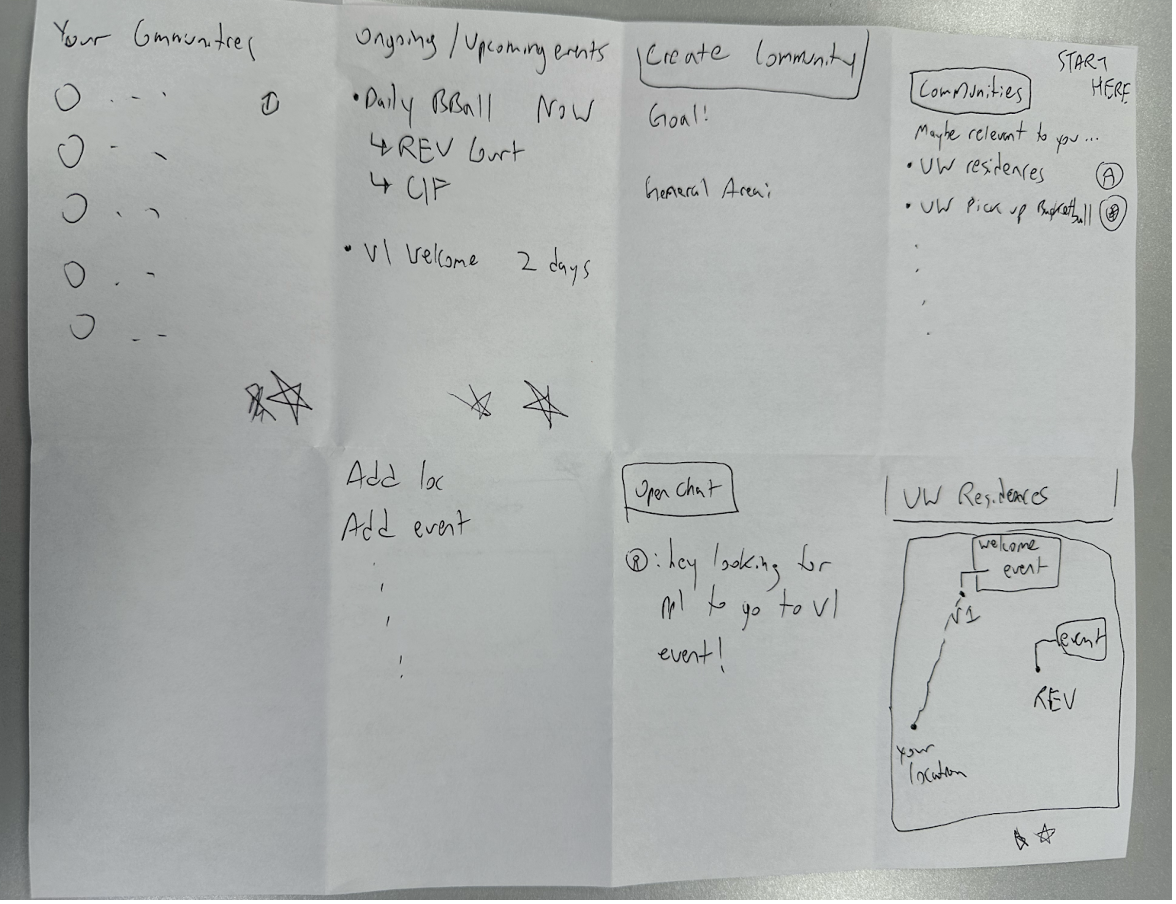 Your Communities
1
Ongoing / Upcoming events
• Daily BBall NOW
↳ REV Court
↳ CIF
• V1 Welcome 2 days
Create Community
Goal:
General Area:
START
HERE
Communities
Maybe relevant to you...
• UW residences A
• UW Pick up Basketball
Add loc
Add event
Open Chat
R : hey looking for
ppl to go to V1
event!
UW Residences
welcome
event
V1
event
REV
Your
location